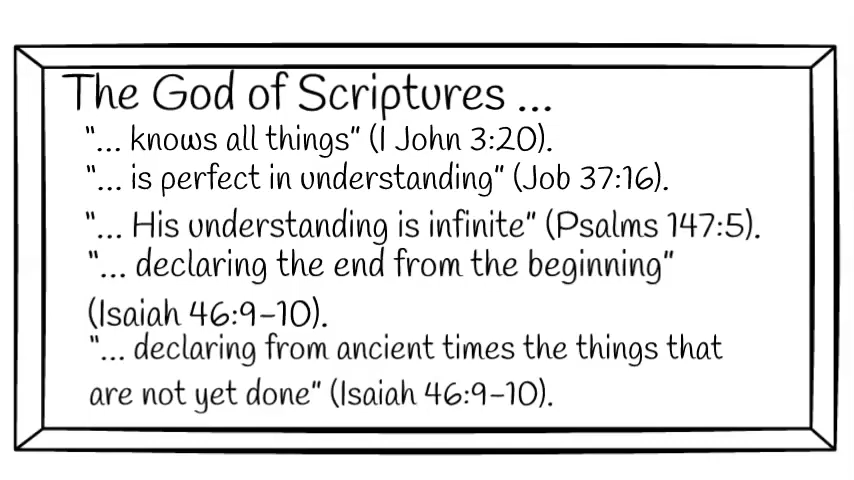 The God of Scriptures ...
"... knows all things" (I John 3:20).
"... is perfect in understanding" (Job 37:16).
"... His understanding is infinite" (Psalms 147:5).
"... declaring the end from the beginning"
(Isaiah 46:9-10).
"... declaring from ancient times the things that
are not yet done" (Isaiah 46:9-10).